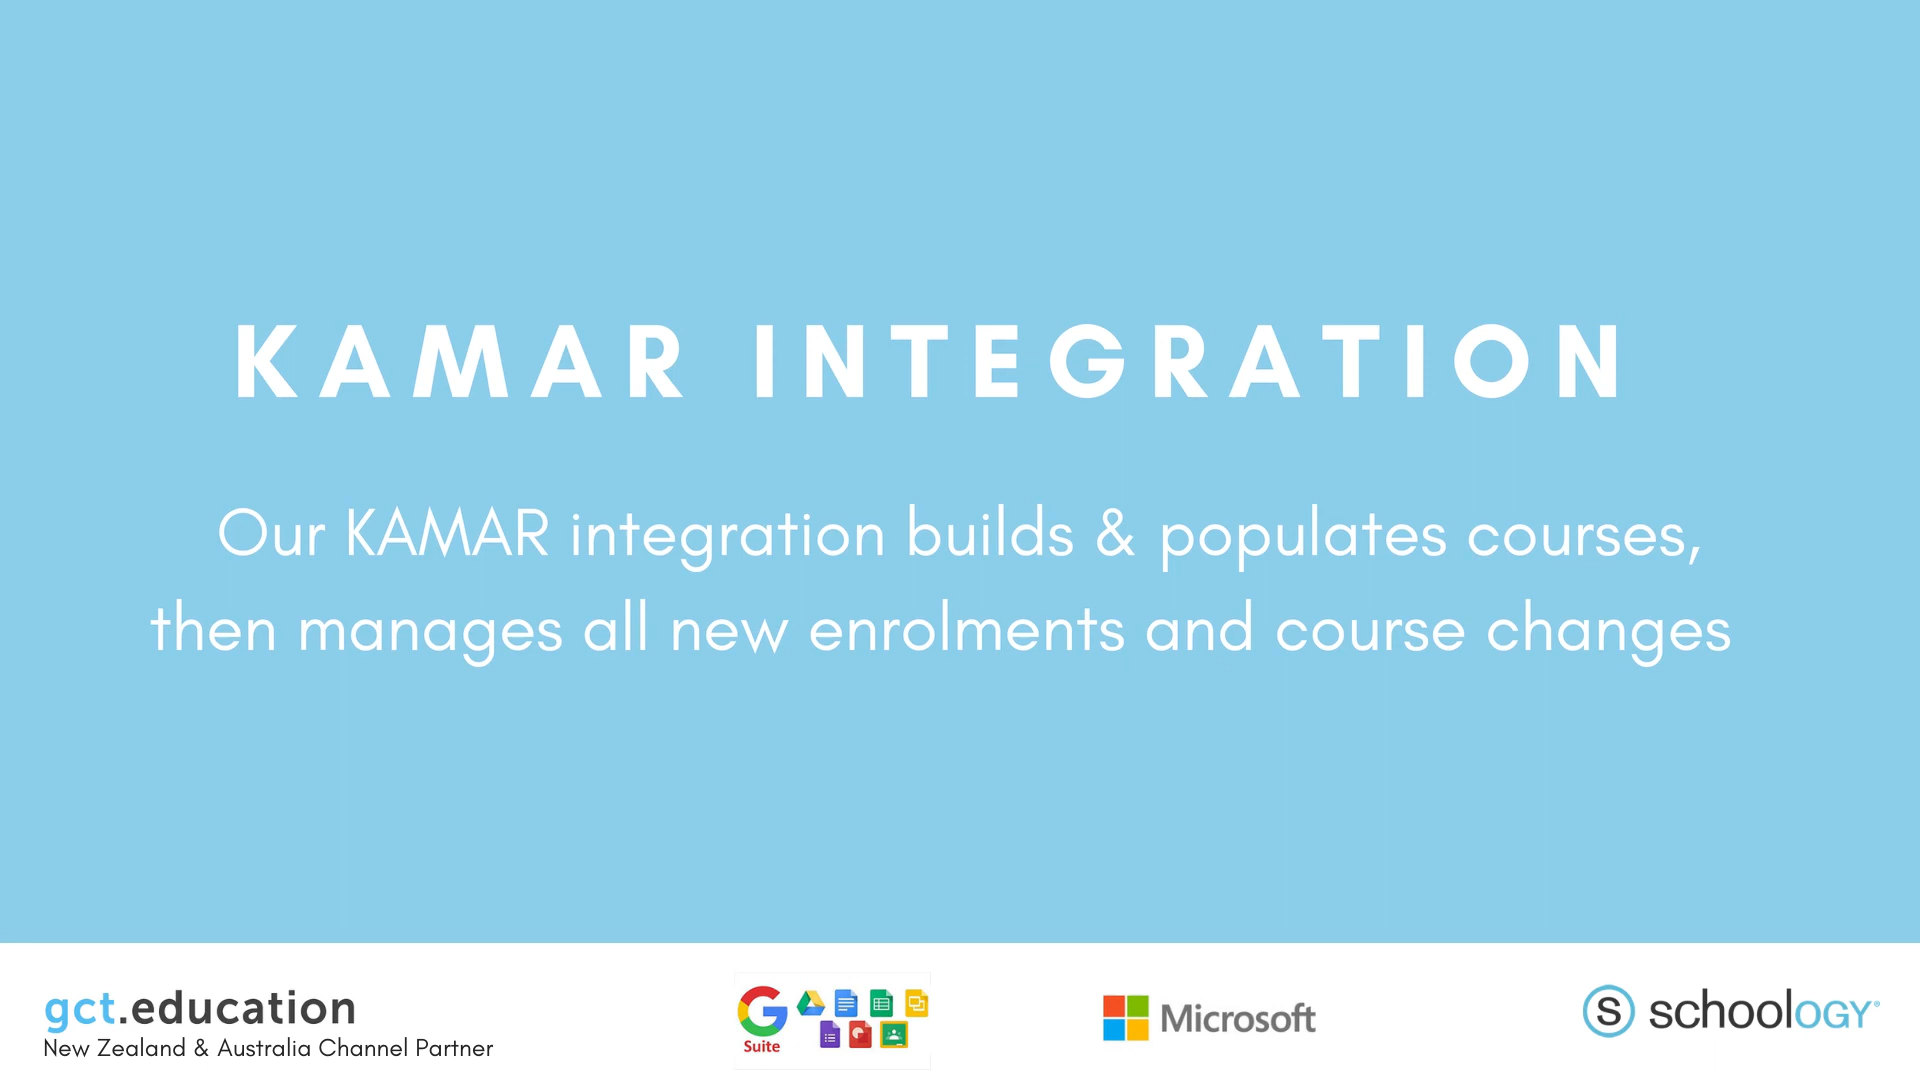 KAMAR INTEGRATION
Our KAMAR integration builds & populates courses,
then manages all new enrolments and course changes
gct.education
New Zealand & Australia Channel Partner
G
Suite
Microsoft
S schoology®